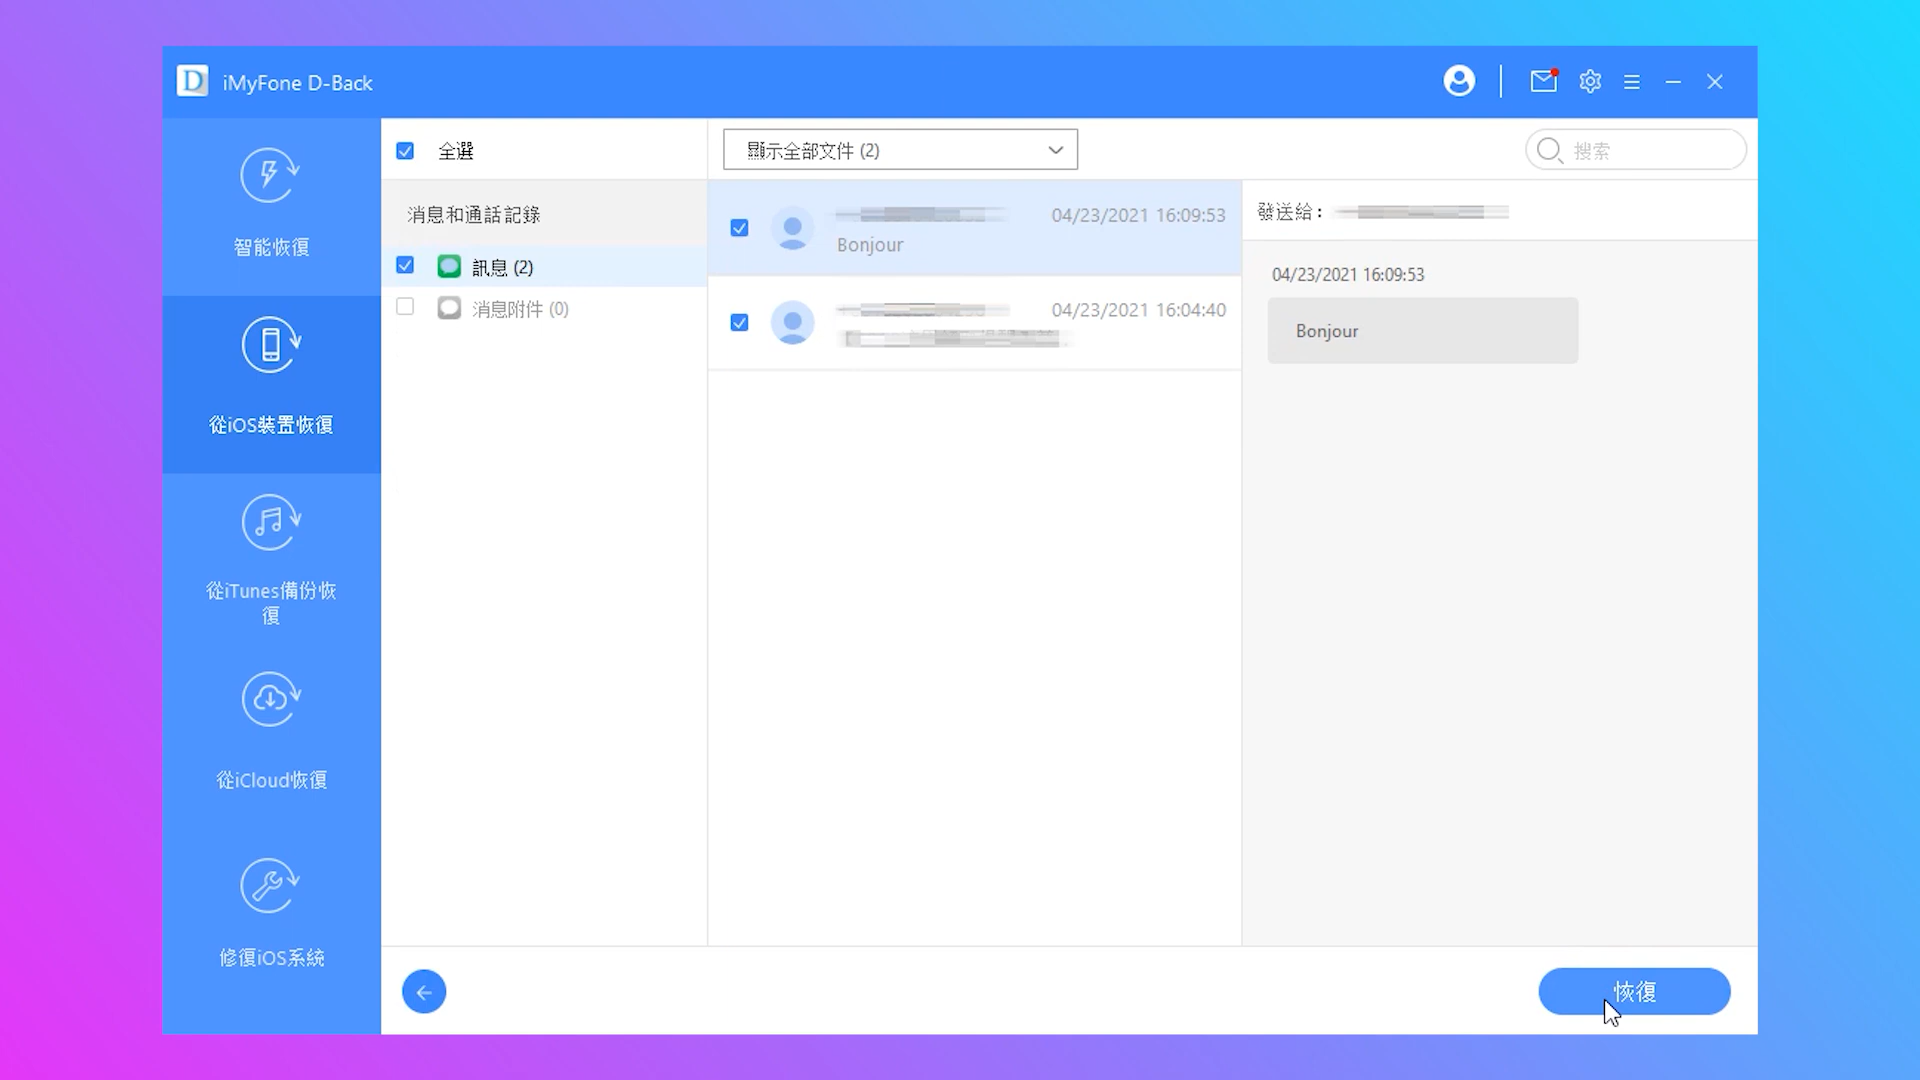 iMyFone D-Back
智能恢復
從iOS裝置恢復
從iTunes備份恢
復
從iCloud恢復
修復iOS系統
全選
消息和通話記錄
訊息 (2)
消息附件 (0)
顯示全部文件 (2)
搜索
04/23/2021 16:09:53
Bonjour
04/23/2021 16:04:40
發送給：
04/23/2021 16:09:53
Bonjour
恢復